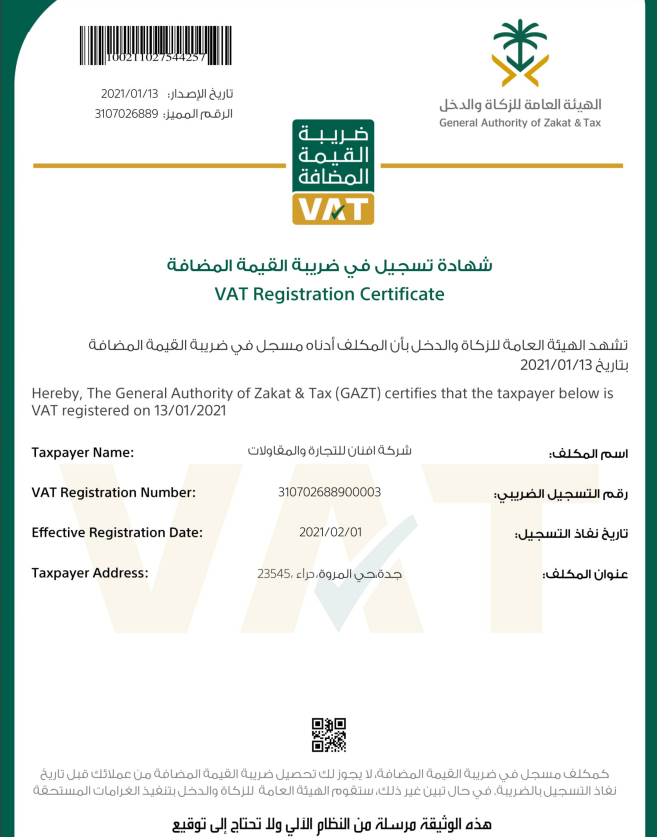 100211027544257
تاريخ الإصدار: 2021/01/13
الرقم المميز: 3107026889
الهيئة العامة للزكاة والدخل
General Authority of Zakat & Tax
ضريبة
القيمة
المضافة
VAT
شهادة تسجيل في ضريبة القيمة المضافة
VAT Registration Certificate
تشهد الهيئة العامة للزكاة والدخل بأن المكلف أدناه مسجل في ضريبة القيمة المضافة
بتاريخ 2021/01/13
Hereby, The General Authority of Zakat & Tax (GAZT) certifies that the taxpayer below is
VAT registered on 13/01/2021
Taxpayer Name: شركة افنان للتجارة والمقاولات اسم المكلف:
VAT Registration Number: 310702688900003 رقم التسجيل الضريبي:
Effective Registration Date: 2021/02/01 تاريخ نفاذ التسجيل:
Taxpayer Address: جدة،حي المروة،حراء ،23545 عنوان المكلف:
VAT
كمكلف مسجل في ضريبة القيمة المضافة، لا يجوز لك تحصيل ضريبة القيمة المضافة من عملائك قبل تاريخ
نفاذ التسجيل بالضريبة. في حال تبين غير ذلك، ستقوم الهيئة العامة للزكاة والدخل بتنفيذ الغرامات المستحقة
هذه الوثيقة مرسلة من النظام الآلي ولا تحتاج إلى توقيع